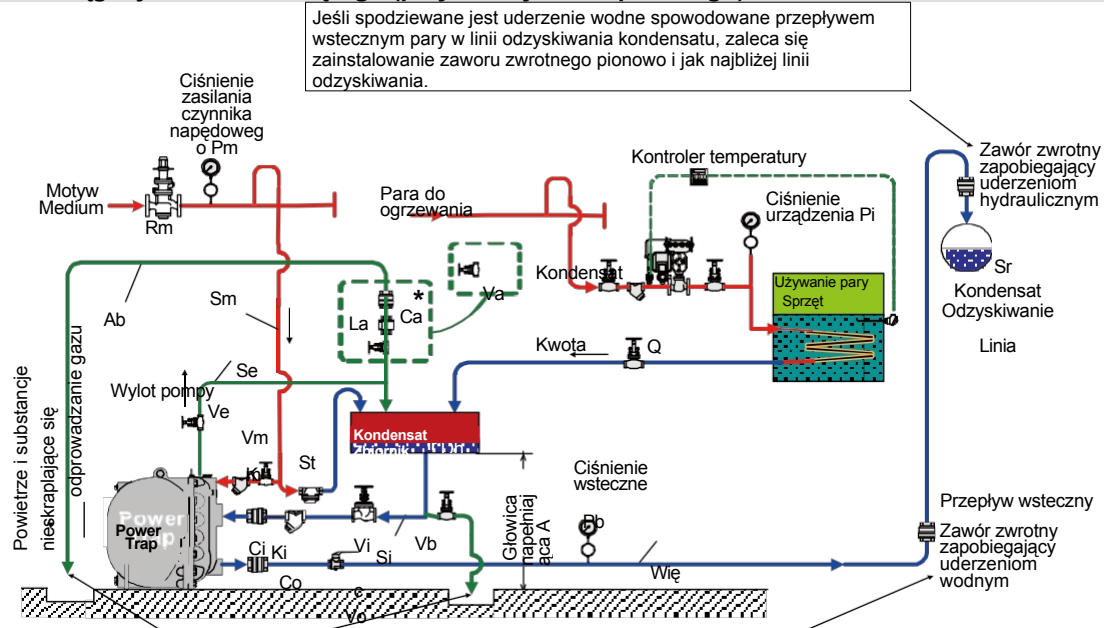 Jeśli spodziewane jest uderzenie wodne spowodowane przepływem
wstecznym pary w linii odzyskiwania kondensatu, zaleca się
zainstalowanie zaworu zwrotnego pionowo i jak najbliżej linii
odzyskiwania.
Ciśnienie
zasilania
czynnika
napędoweg
o Pm
Motyw
Medium
Rm
Para do
ogrzewania
Kontroler temperatury
Ciśnienie
urządzenia Pi
Zawór zwrotny
zapobiegający
uderzeniom
hydraulicznym
Sr
Kondensat
Odzyskiwanie
Linia
Kondensat
Używanie pary
Sprzęt
Va
Ab
Sm
La
Ca
*
Kwota
Q
Se
Wylot pompy
Ve
Powietrze i substancje
nieskraplające się
odprowadzanie gazu
Vm
St
Kondensat
Zbiornik
Ciśnienie
wsteczne
Pb
Głowica
napełniaj
ąca A
Przepływ wsteczny
Zawór zwrotny
zapobiegający
uderzeniom
wodnym
Power
Power
Trap
Ci
Ki
Vi
Si
Vb
Wię
Co
Vo